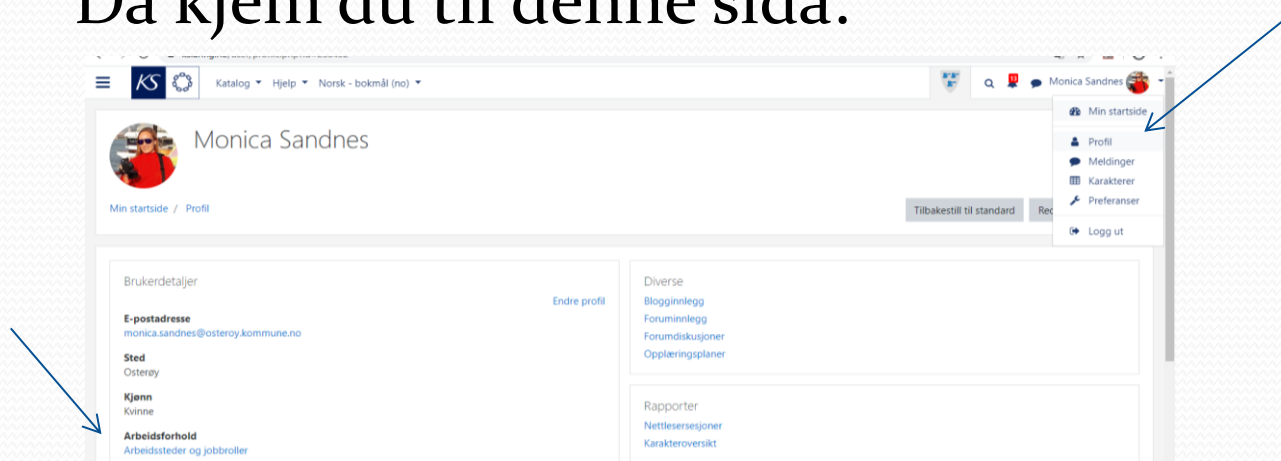 Da kjem du til denne sida:
KS
Katalog
Hjelp
Norsk - bokmål (no)
Monica Sandnes
Min startside
Profil
Meldinger
Karakterer
Preferanser
Logg ut
Monica Sandnes
Min startside / Profil
Tilbakestill til standard
Brukerdetaljer
Endre profil
E-postadresse
monica.sandnes@osteroy.kommune.no
Sted
Osterøy
Kjønn
Kvinne
Arbeidsforhold
Arbeidssteder og jobbroller
Diverse
Blogginnlegg
Foruminnlegg
Forumdiskusjoner
Opplæringsplaner
Rapporter
Nettlesersesjoner
Karakteroversikt